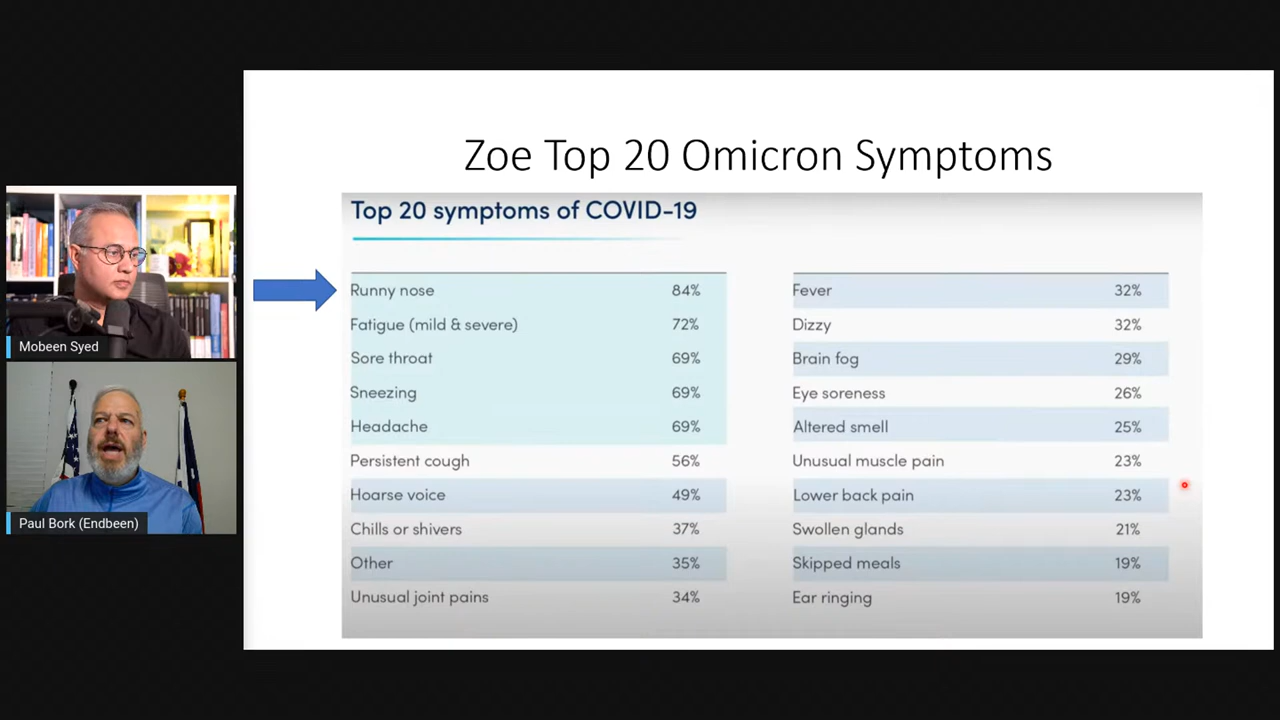 Zoe Top 20 Omicron Symptoms
Top 20 symptoms of COVID-19
Runny nose 84%
Fatigue (mild & severe) 72%
Sore throat 69%
Sneezing 69%
Headache 69%
Persistent cough 56%
Hoarse voice 49%
Chills or shivers 37%
Other 35%
Unusual joint pains 34%
Fever 32%
Dizzy 32%
Brain fog 29%
Eye soreness 26%
Altered smell 25%
Unusual muscle pain 23%
Lower back pain 23%
Swollen glands 21%
Skipped meals 19%
Ear ringing 19%
Mobeen Syed
Paul Bork (Endbeen)